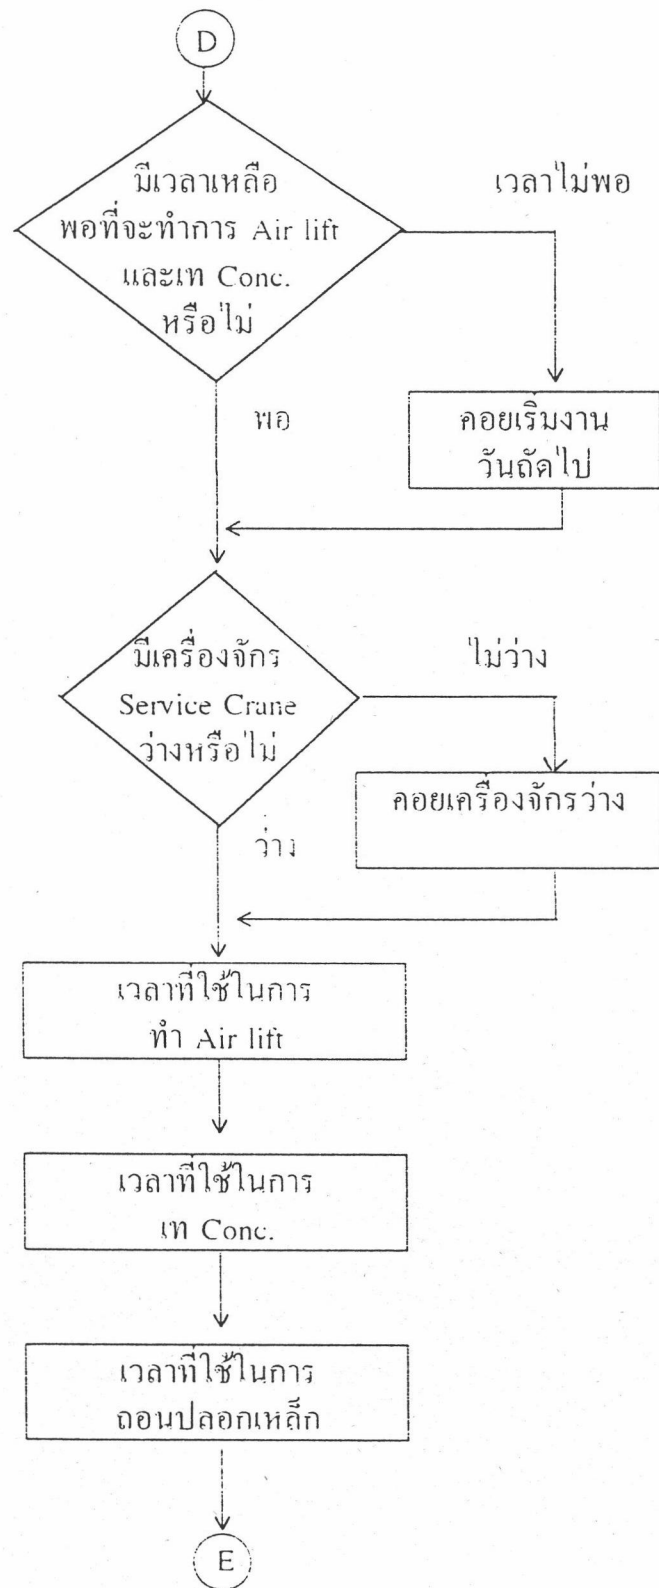 D
มีเวลาเหลือ
พอที่จะทำการ Air lift
และเท Conc.
หรือไม่
เวลาไม่พอ
พอ
คอยเริ่มงาน
วันถัดไป
มีเครื่องจักร
Service Crane
ว่างหรือไม่
ไม่ว่าง
ว่าง
คอยเครื่องจักรว่าง
เวลาที่ใช้ในการ
ทำ Air lift
เวลาที่ใช้ในการ
เท Conc.
เวลาที่ใช้ในการ
ถอนปลอกเหล็ก
E